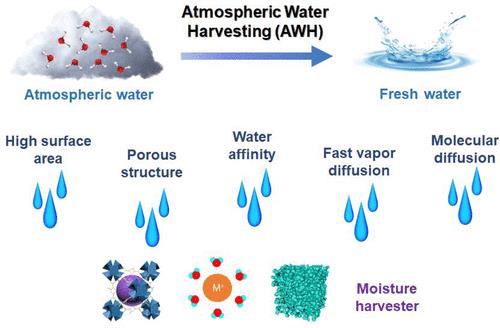 Atmospheric Water
Harvesting (AWH)
Atmospheric water
Fresh water
High surface
area
Porous
structure
Water
affinity
Fast vapor
diffusion
Molecular
diffusion
M⁺
Moisture
harvester